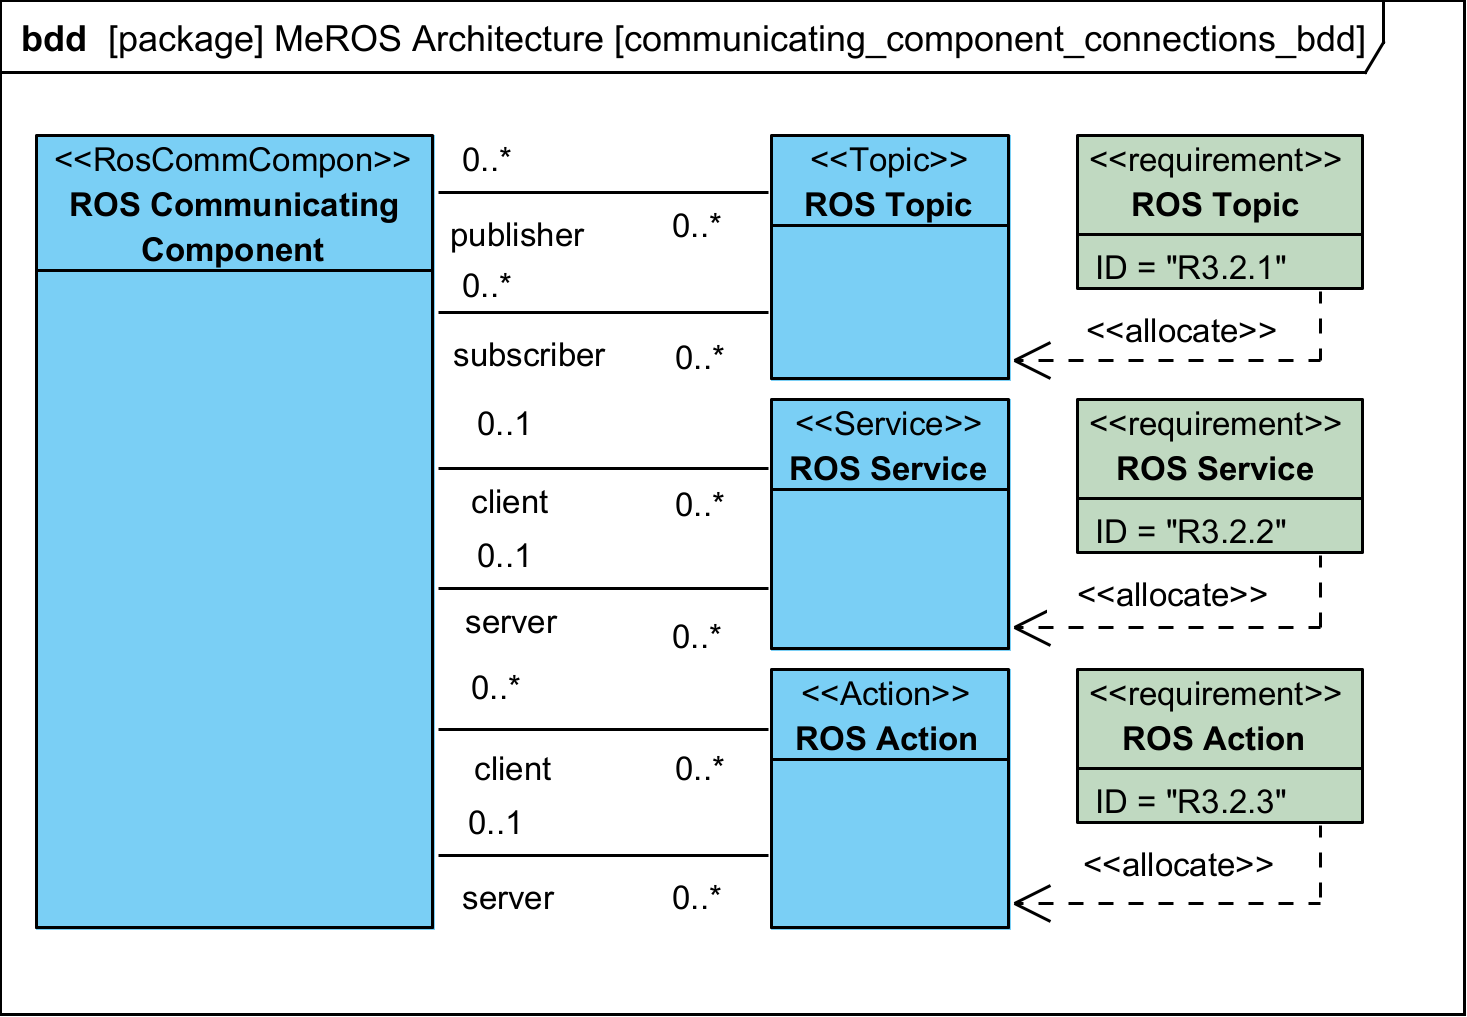 bdd [package] MeROS Architecture [communicating_component_connections_bdd]
<<RosCommCompon>>
ROS Communicating
Component
0..*
publisher
0..*
0..*
subscriber
0..*
0..1
client
0..*
0..1
server
0..*
0..*
client
0..*
0..1
server
0..*
<<Topic>>
ROS Topic
<<requirement>>
ROS Topic
ID = "R3.2.1"
<<allocate>>
<<Service>>
ROS Service
<<requirement>>
ROS Service
ID = "R3.2.2"
<<allocate>>
<<Action>>
ROS Action
<<requirement>>
ROS Action
ID = "R3.2.3"
<<allocate>>